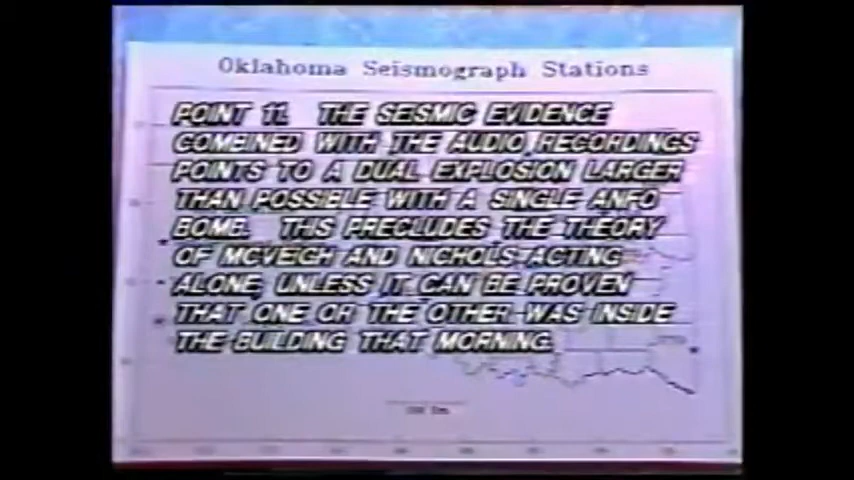 Oklahoma Seismograph Stations
POINT 11. THE SEISMIC EVIDENCE
COMBINED WITH THE AUDIO RECORDINGS
POINTS TO A DUAL EXPLOSION LARGER
THAN POSSIBLE WITH A SINGLE ANFO
BOMB. THIS PRECLUDES THE THEORY
OF MCVEIGH AND NICHOLS ACTING
ALONE, UNLESS IT CAN BE PROVEN
THAT ONE OR THE OTHER WAS INSIDE
THE BUILDING THAT MORNING.